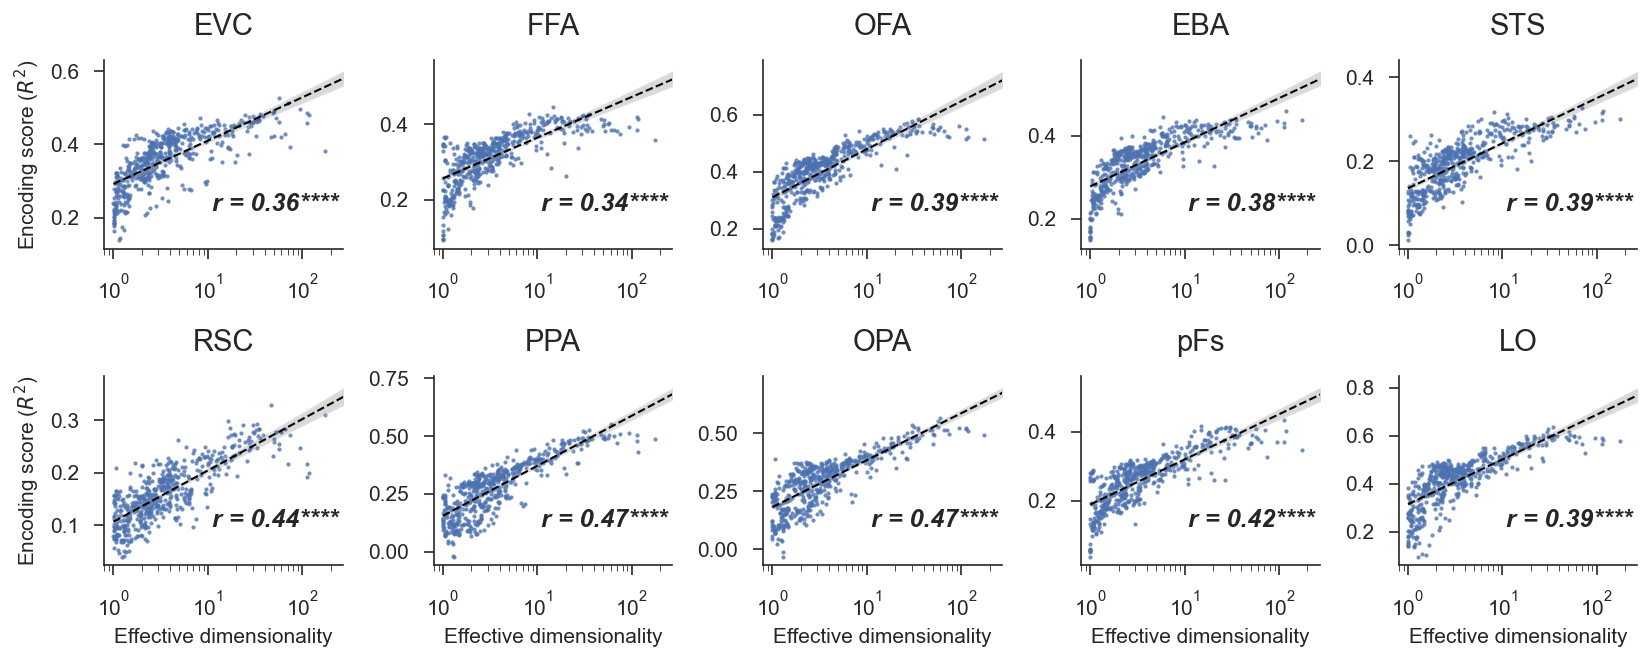 EVC FFA OFA EBA STS
Encoding score (R²)
0.6
0.4
0.2
10⁰ 10¹ 10²
r = 0.36****
0.4
0.2
10⁰ 10¹ 10²
r = 0.34****
0.6
0.4
0.2
10⁰ 10¹ 10²
r = 0.39****
0.4
0.2
10⁰ 10¹ 10²
r = 0.38****
0.4
0.2
0.0
10⁰ 10¹ 10²
r = 0.39****
RSC PPA OPA pFs LO
Encoding score (R²)
0.3
0.2
0.1
10⁰ 10¹ 10²
r = 0.44****
Effective dimensionality
0.75
0.50
0.25
0.00
10⁰ 10¹ 10²
r = 0.47****
Effective dimensionality
0.50
0.25
0.00
10⁰ 10¹ 10²
r = 0.47****
Effective dimensionality
0.4
0.2
10⁰ 10¹ 10²
r = 0.42****
Effective dimensionality
0.8
0.6
0.4
0.2
10⁰ 10¹ 10²
r = 0.39****
Effective dimensionality